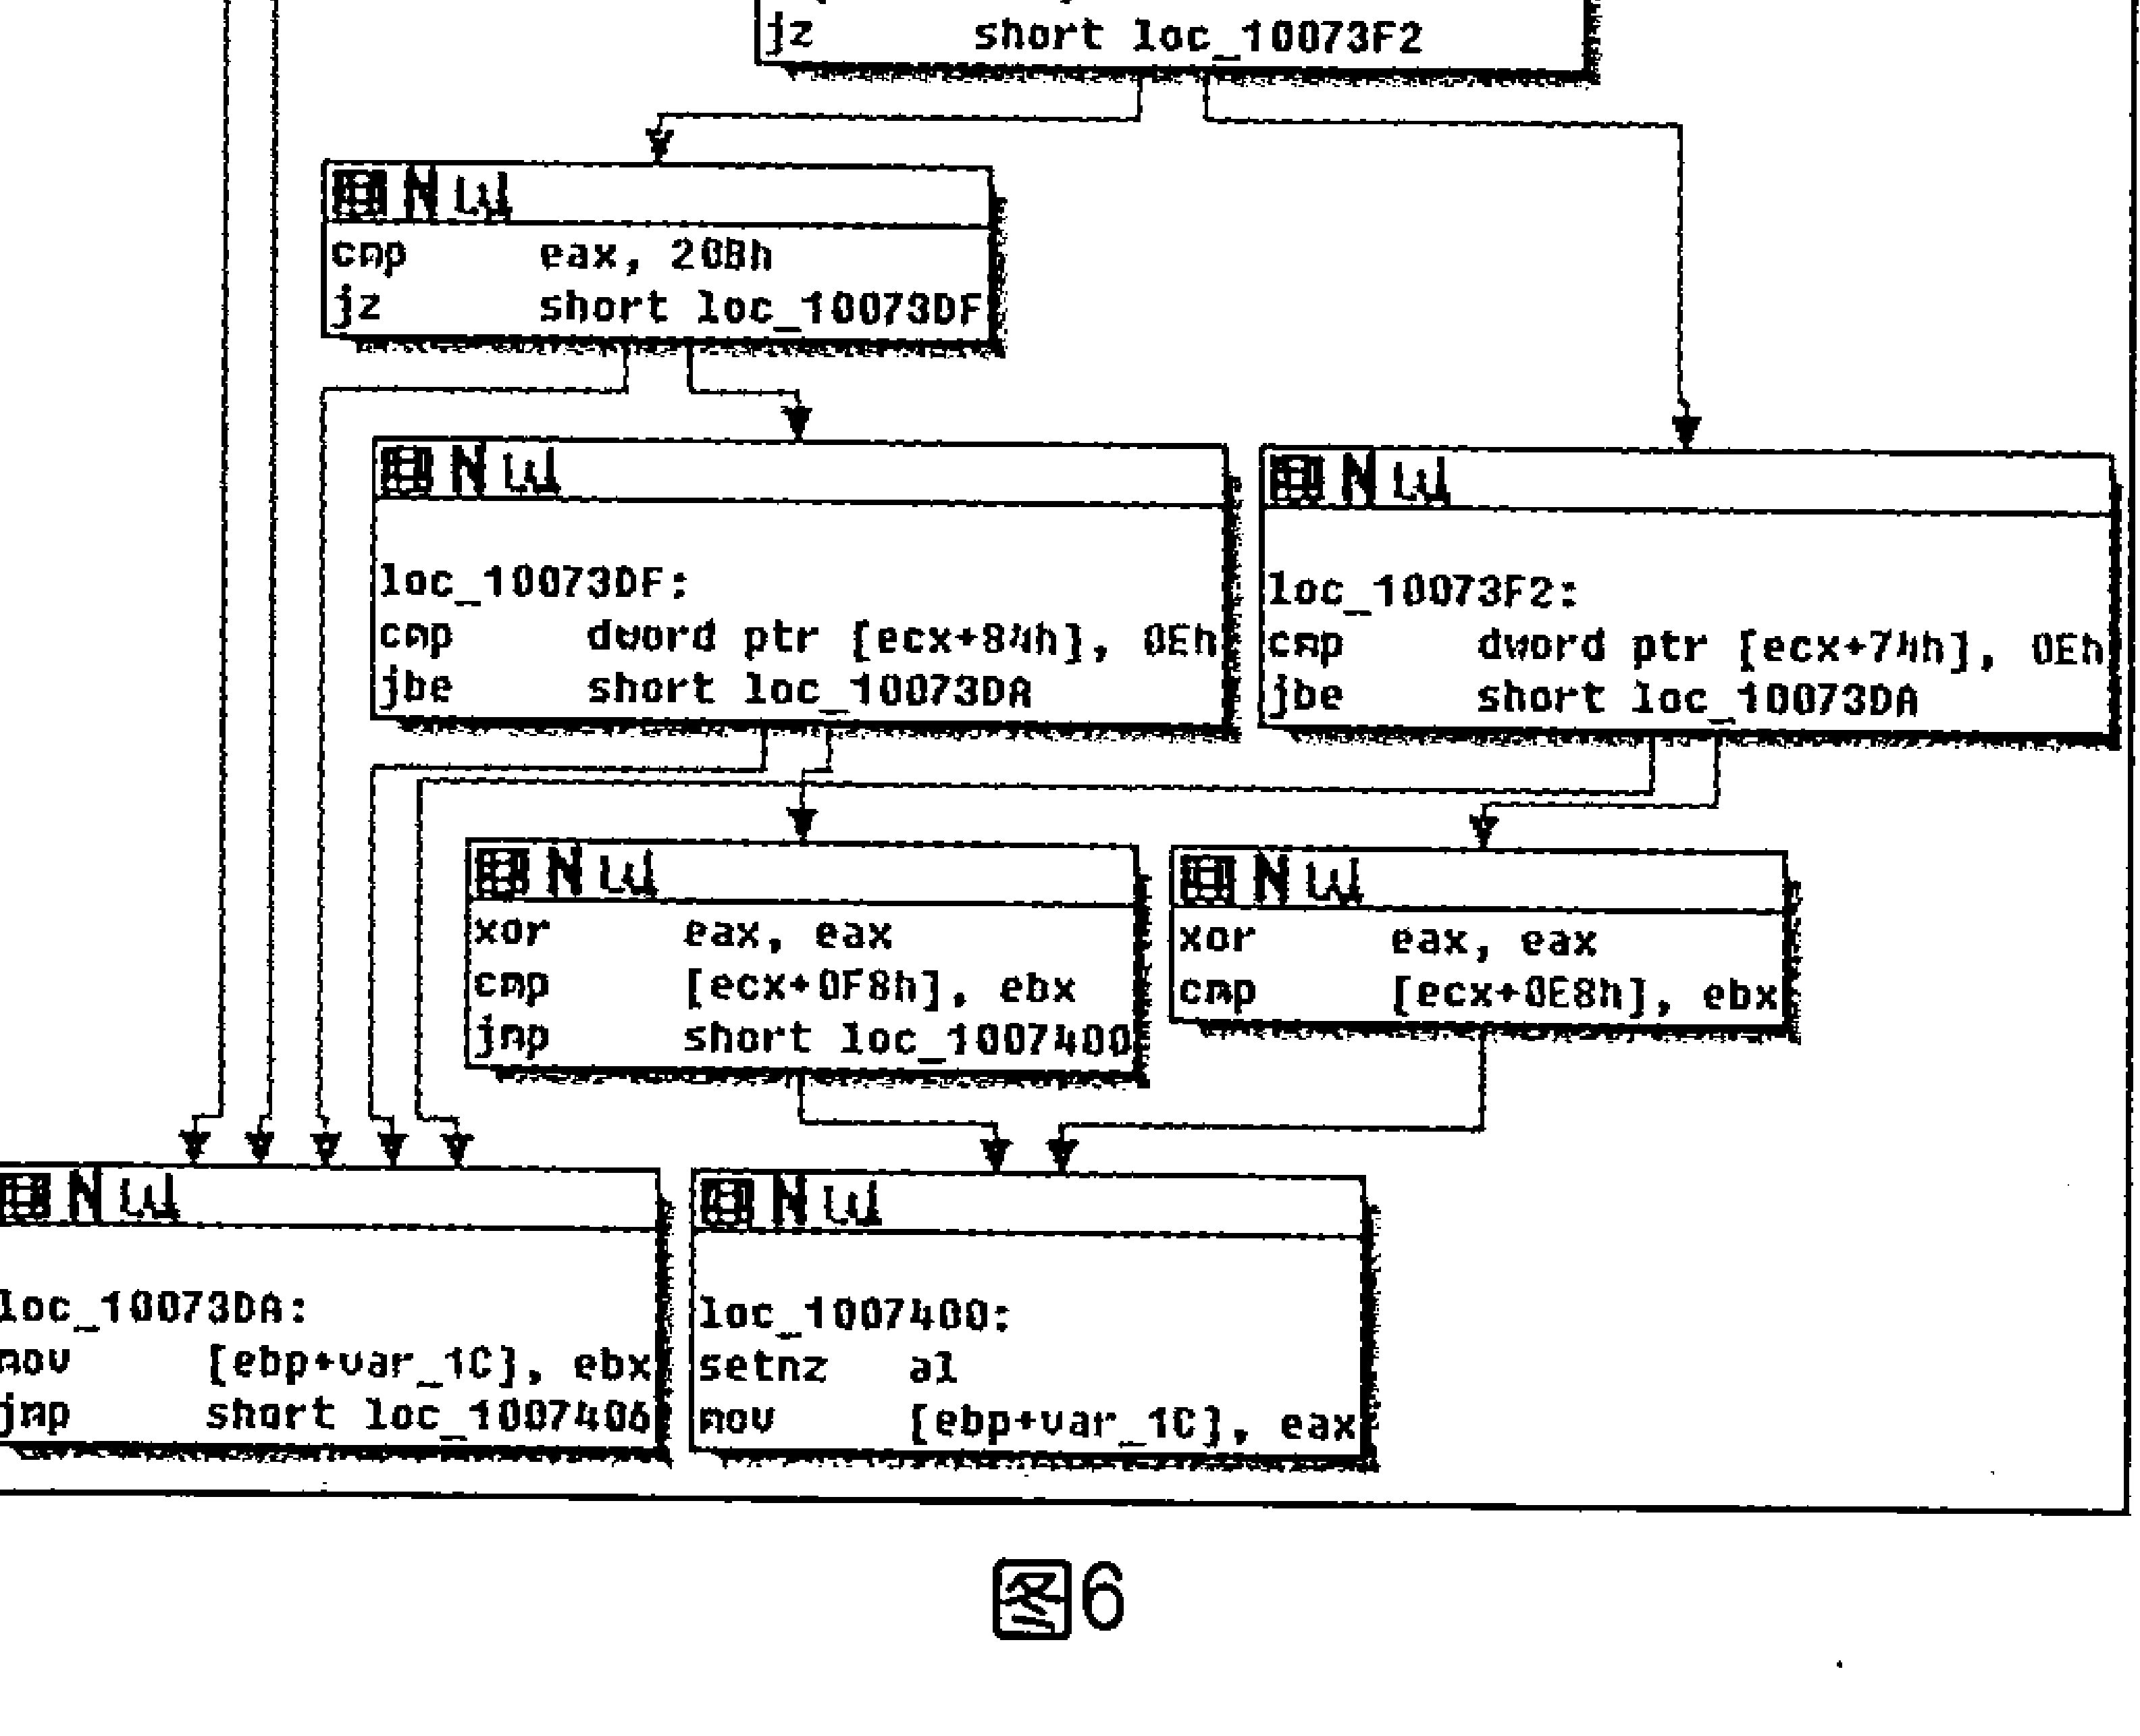 jz short loc_10073F2
cmp eax, 20Bh
jz short loc_10073DF
loc_10073DF:
cmp dword ptr [ecx+84h], 0Eh
jbe short loc_10073DA
loc_10073F2:
cmp dword ptr [ecx+74h], 0Eh
jbe short loc_10073DA
xor eax, eax
cmp [ecx+0F8h], ebx
jmp short loc_1007400
xor eax, eax
cmp [ecx+0E8h], ebx
loc_10073DA:
mov [ebp+var_1C], ebx
jmp short loc_1007406
loc_1007400:
setnz al
mov [ebp+var_1C], eax
图6